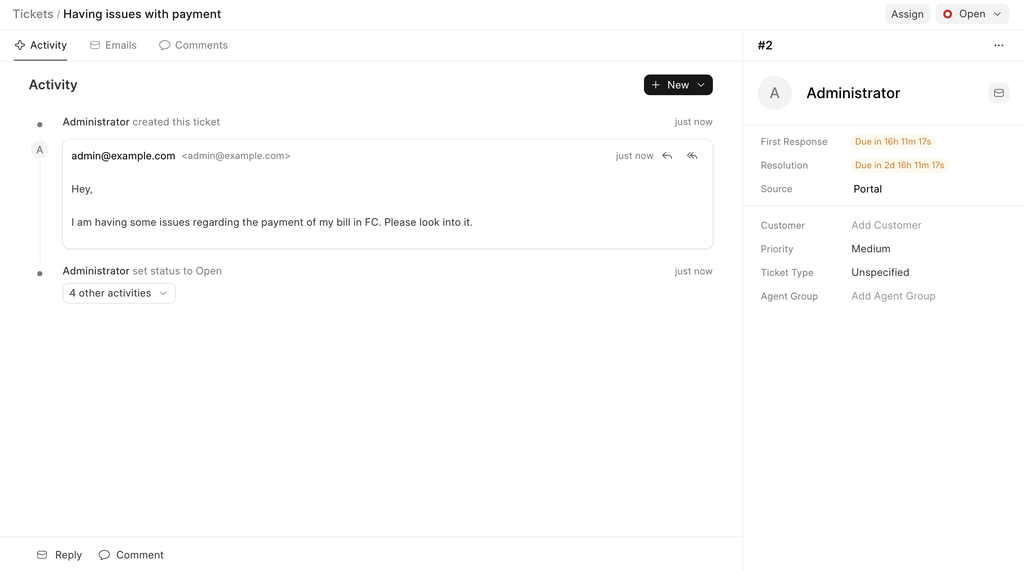 Tickets / Having issues with payment
Assign
Open
Activity
Emails
Comments
#2
Activity
New
A
Administrator
Administrator created this ticket
just now
A
admin@example.com <admin@example.com>
just now
Hey,
I am having some issues regarding the payment of my bill in FC. Please look into it.
Administrator set status to Open
just now
4 other activities
First Response
Due in 16h 11m 17s
Resolution
Due in 2d 16h 11m 17s
Source
Portal
Customer
Add Customer
Priority
Medium
Ticket Type
Unspecified
Agent Group
Add Agent Group
Reply
Comment